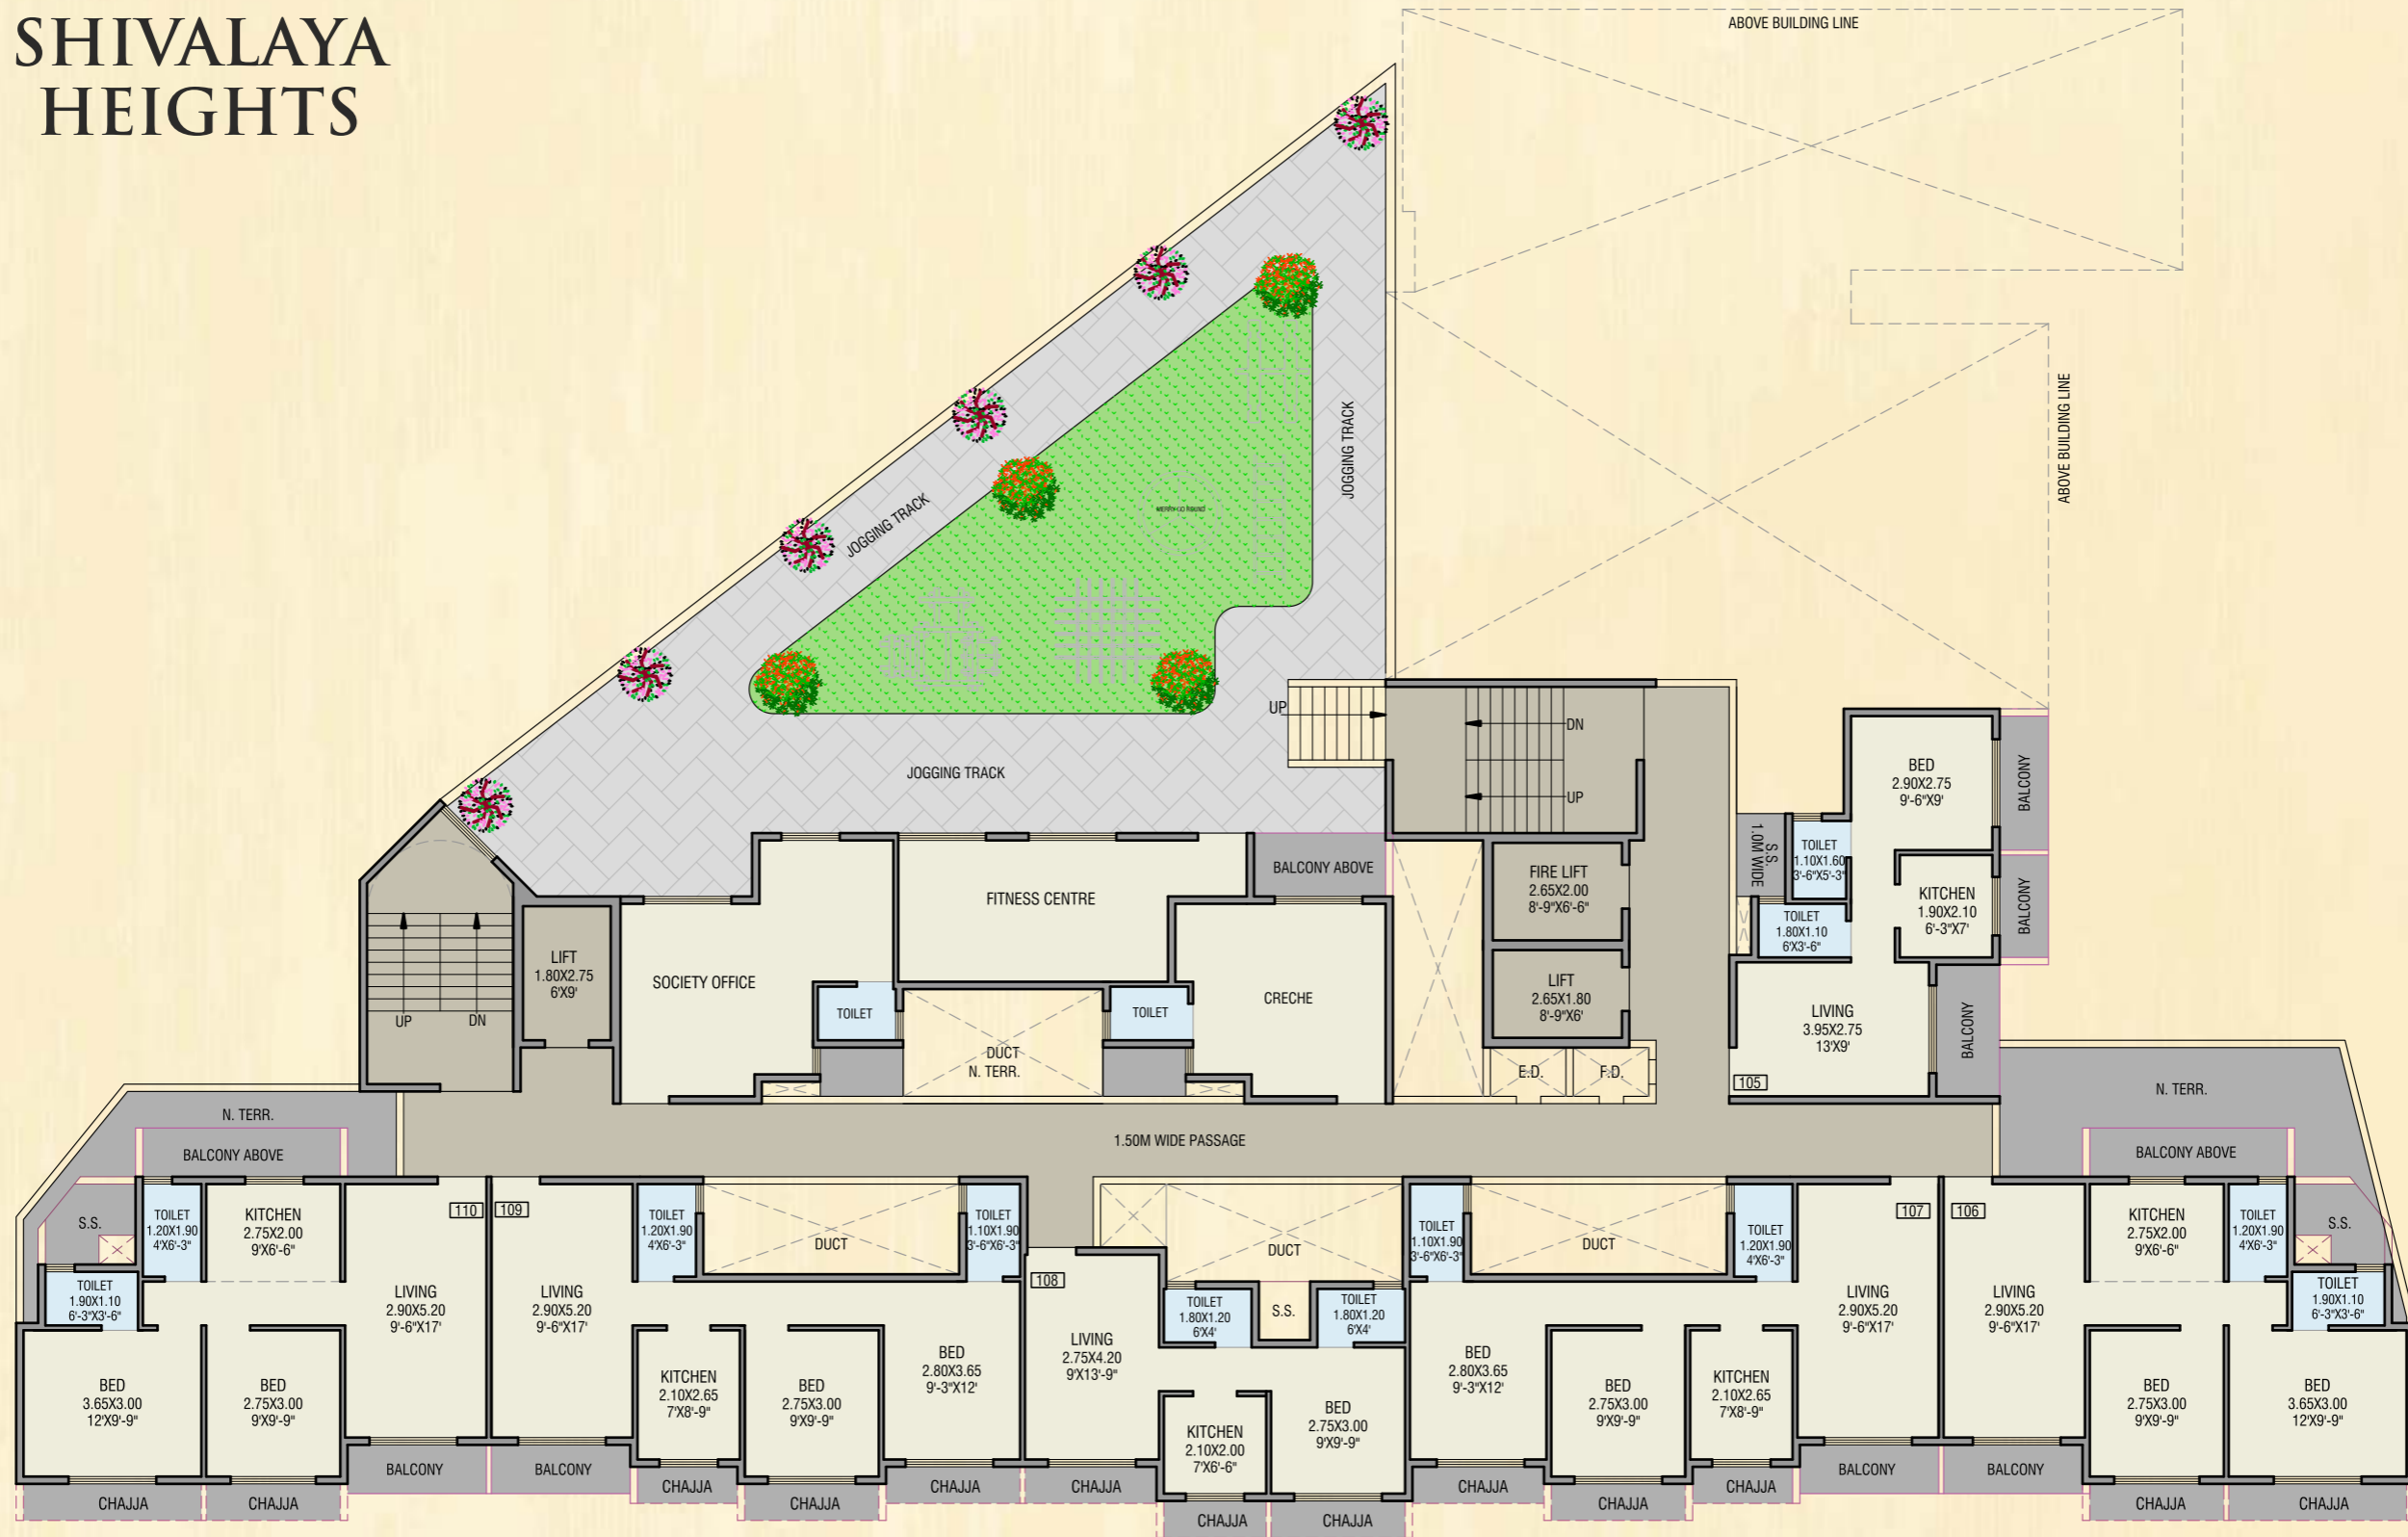 SHIVALAYA
HEIGHTS
ABOVE BUILDING LINE
ABOVE BUILDING LINE
JOGGING TRACK
JOGGING TRACK
MERRY GO ROUND
JOGGING TRACK
UP
DN
UP
BED
2.90X2.75
9'-6"X9'
BALCONY
BALCONY
S.S.
1.0M WIDE
TOILET
1.10X1.60
3'-6"X5'-3"
KITCHEN
1.90X2.10
6'-3"X7'
TOILET
1.80X1.10
6'X3'-6"
LIVING
3.95X2.75
13'X9'
BALCONY
105
BALCONY ABOVE
FIRE LIFT
2.65X2.00
8'-9"X6'-6"
LIFT
2.65X1.80
8'-9"X6'
E.D.
F.D.
FITNESS CENTRE
SOCIETY OFFICE
CRECHE
TOILET
TOILET
DUCT
N. TERR.
LIFT
1.80X2.75
6'X9'
UP
DN
N. TERR.
BALCONY ABOVE
1.50M WIDE PASSAGE
N. TERR.
BALCONY ABOVE
S.S.
TOILET
1.20X1.90
4'X6'-3"
KITCHEN
2.75X2.00
9'X6'-6"
110
109
TOILET
1.20X1.90
4'X6'-3"
DUCT
TOILET
1.10X1.90
3'-6"X6'-3"
DUCT
TOILET
1.10X1.90
3'-6"X6'-3"
DUCT
TOILET
1.20X1.90
4'X6'-3"
107
106
KITCHEN
2.75X2.00
9'X6'-6"
TOILET
1.20X1.90
4'X6'-3"
S.S.
TOILET
1.90X1.10
6'-3"X3'-6"
LIVING
2.90X5.20
9'-6"X17'
LIVING
2.90X5.20
9'-6"X17'
108
LIVING
2.75X4.20
9'X13'-9"
TOILET
1.80X1.20
6'X4'
S.S.
TOILET
1.80X1.20
6'X4'
LIVING
2.90X5.20
9'-6"X17'
LIVING
2.90X5.20
9'-6"X17'
TOILET
1.90X1.10
6'-3"X3'-6"
BED
3.65X3.00
12'X9'-9"
BED
2.75X3.00
9'X9'-9"
KITCHEN
2.10X2.65
7'X8'-9"
BED
2.75X3.00
9'X9'-9"
BED
2.80X3.65
9'-3"X12'
KITCHEN
2.10X2.00
7'X6'-6"
BED
2.75X3.00
9'X9'-9"
BED
2.80X3.65
9'-3"X12'
BED
2.75X3.00
9'X9'-9"
KITCHEN
2.10X2.65
7'X8'-9"
BED
2.75X3.00
9'X9'-9"
BED
3.65X3.00
12'X9'-9"
BALCONY
BALCONY
BALCONY
BALCONY
CHAJJA
CHAJJA
CHAJJA
CHAJJA
CHAJJA
CHAJJA
CHAJJA
CHAJJA
CHAJJA
CHAJJA
CHAJJA
CHAJJA
CHAJJA